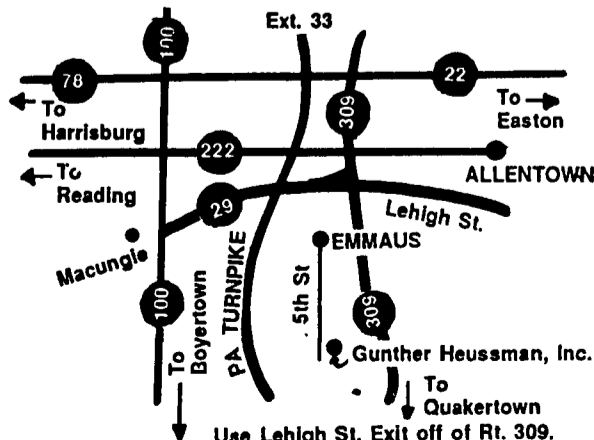 Ext. 33
100
78
22
To
Harrisburg
309
To
Easton
222
To
Reading
ALLENTOWN
29
Lehigh St.
Macungie
EMMAUS
100
To
Boyertown
PA TURNPIKE
5th St
309
Gunther Heussman, Inc.
To
Quakertown
Use Lehigh St. Exit off of Rt. 309.